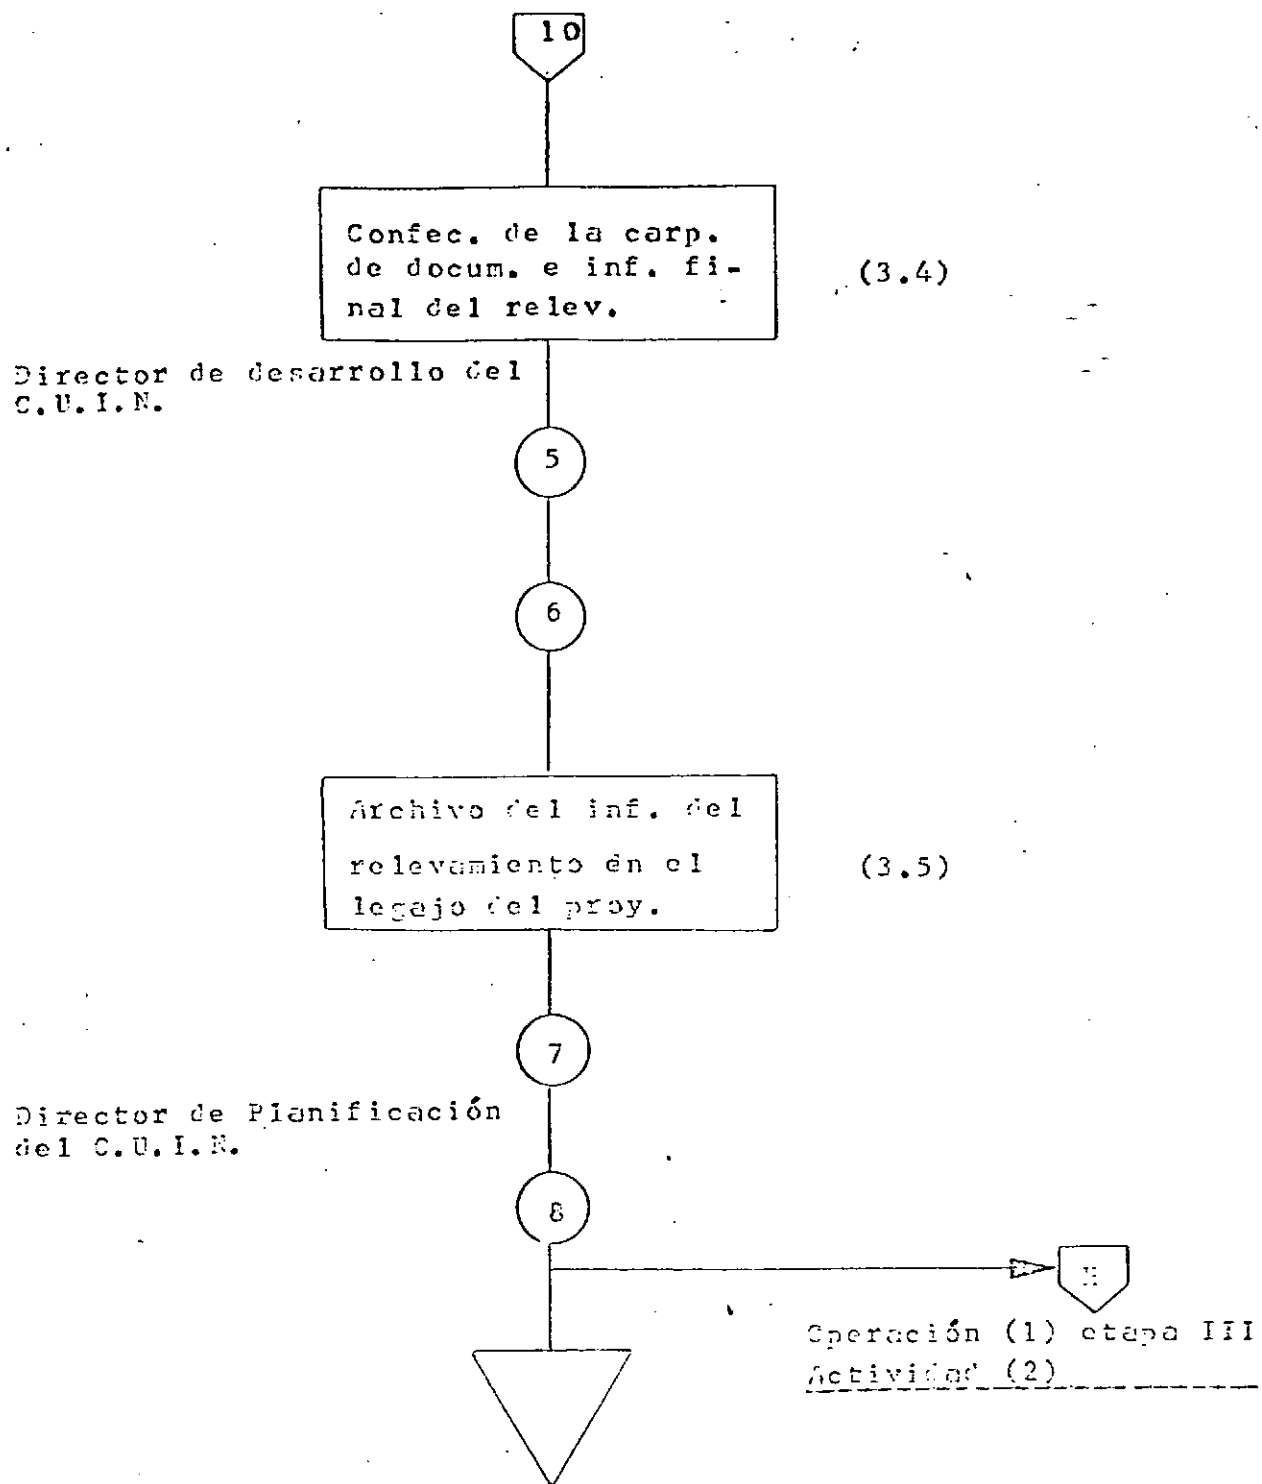 10
Confec. de la carp.
de docum. e inf. fi-
nal del relev.
(3.4)
Director de desarrollo del
C.U.I.N.
5
6
Archivo del inf. del
relevamiento en el
legajo del proy.
(3.5)
7
Director de Planificación
del C.U.I.N.
8
Operación (1) etapa III
Actividad (2)